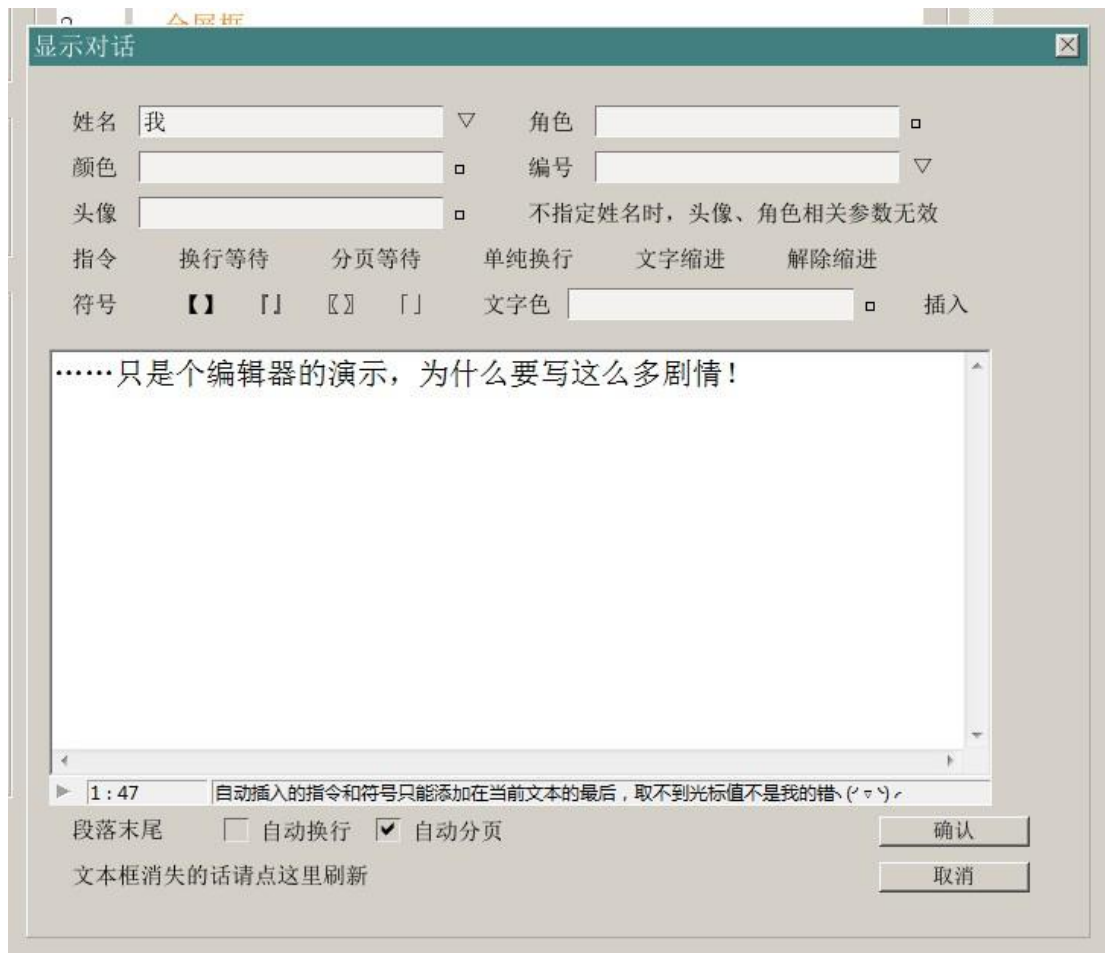 全屏框
显示对话
姓名 我 角色
颜色 编号
头像 不指定姓名时，头像、角色相关参数无效
指令 换行等待 分页等待 单纯换行 文字缩进 解除缩进
符号 【】 『』 〖〗 「」 文字色 插入
……只是个编辑器的演示，为什么要写这么多剧情！
1 : 47 自动插入的指令和符号只能添加在当前文本的最后，取不到光标值不是我的错
段落末尾 自动换行 自动分页 确认
文本框消失的话请点这里刷新 取消